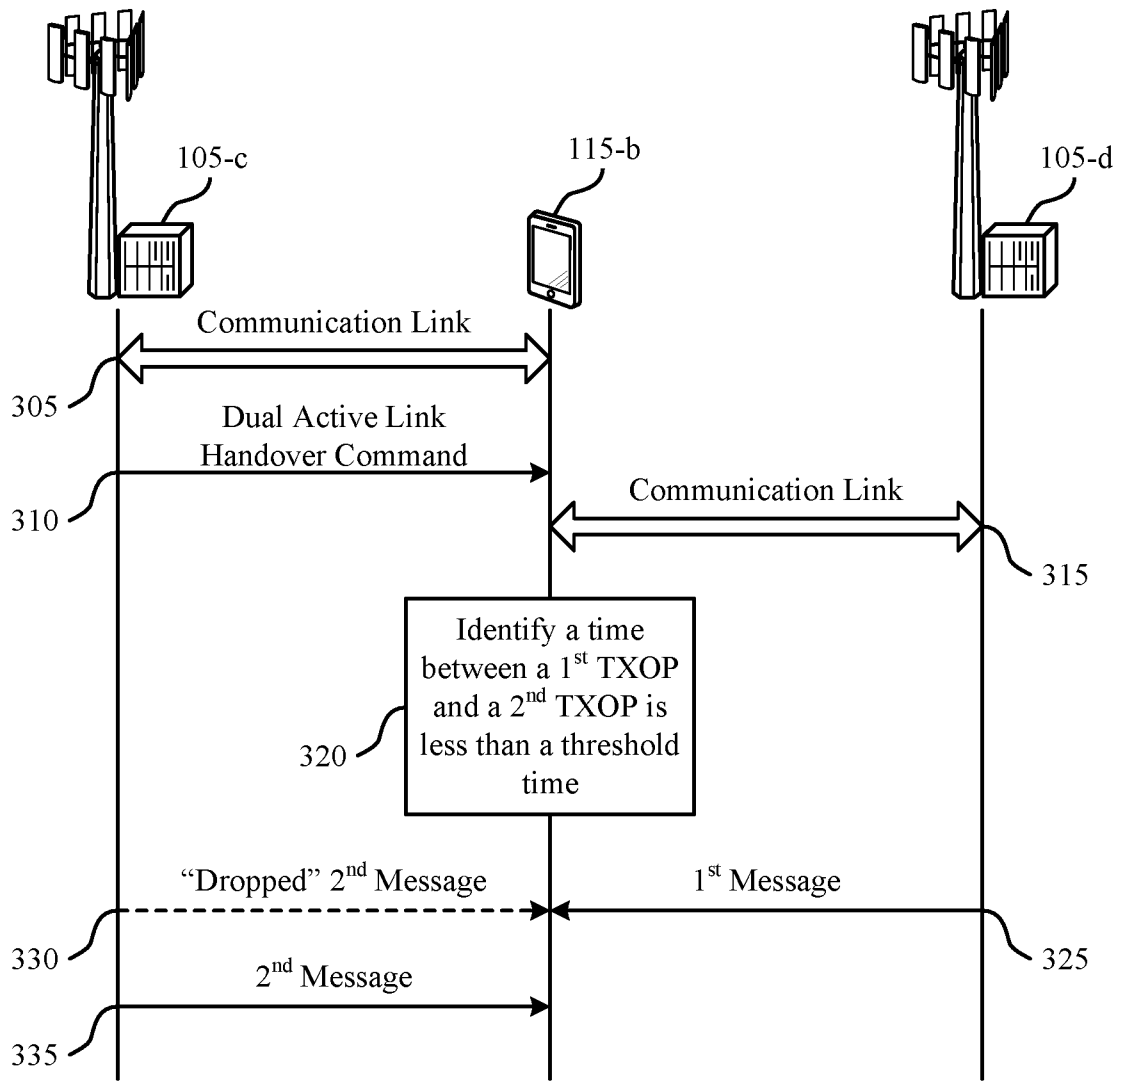 105-c
115-b
105-d
Communication Link
305
Dual Active Link
Handover Command
310
Communication Link
315
Identify a time
between a 1st TXOP
and a 2nd TXOP is
less than a threshold
time
320
“Dropped” 2nd Message
1st Message
330
325
2nd Message
335